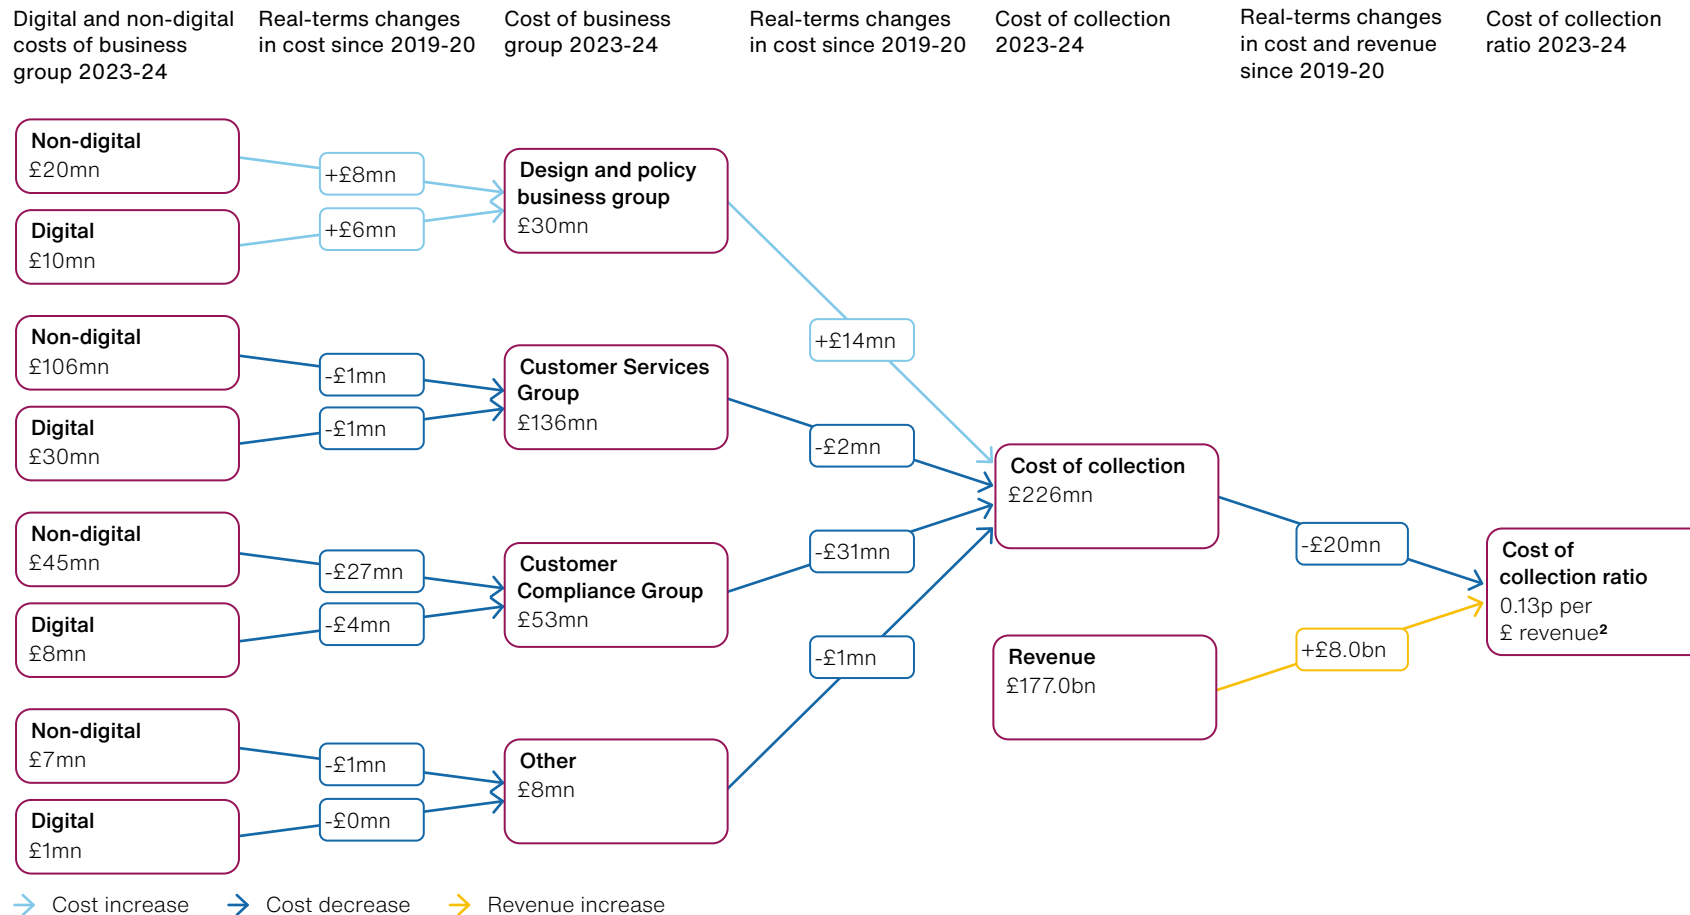 Digital and non-digital
costs of business
group 2023-24
Real-terms changes
in cost since 2019-20
Cost of business
group 2023-24
Real-terms changes
in cost since 2019-20
Cost of collection
2023-24
Real-terms changes
in cost and revenue
since 2019-20
Cost of collection
ratio 2023-24
Non-digital
£20mn
+£8mn
Digital
£10mn
+£6mn
Design and policy
business group
£30mn
+£14mn
Non-digital
£106mn
-£1mn
Digital
£30mn
-£1mn
Customer Services
Group
£136mn
-£2mn
Non-digital
£45mn
-£27mn
Digital
£8mn
-£4mn
Customer
Compliance Group
£53mn
-£31mn
Non-digital
£7mn
-£1mn
Digital
£1mn
-£0mn
Other
£8mn
-£1mn
Cost of collection
£226mn
-£20mn
Revenue
£177.0bn
+£8.0bn
Cost of
collection ratio
0.13p per
£ revenue²
Cost increase
Cost decrease
Revenue increase